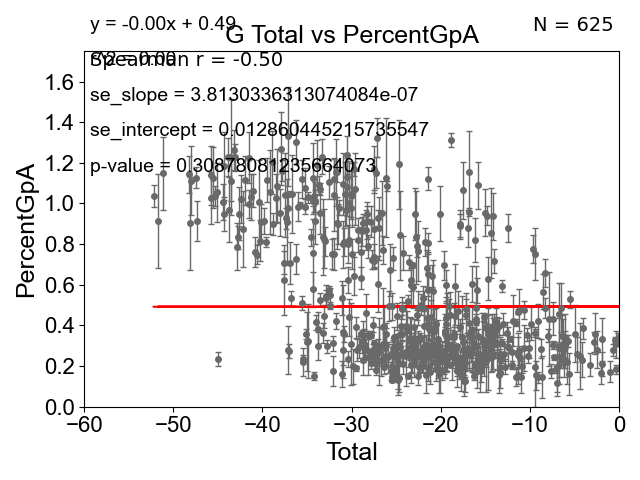 y = -0.00x + 0.49
N = 625
G Total vs PercentGpA
Spearman r = -0.50
se_slope = 3.8130336313074084e-07
se_intercept = 0.012860445215735547
p-value = 0.30878081235664073
PercentGpA
1.6
1.4
1.2
1.0
0.8
0.6
0.4
0.2
0.0
−60
−50
−40
−30
−20
−10
0
Total